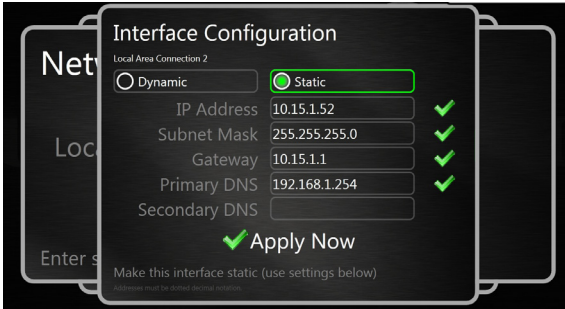 Interface Configuration
Local Area Connection 2
Dynamic
Static
IP Address 10.15.1.52
Subnet Mask 255.255.255.0
Gateway 10.15.1.1
Primary DNS 192.168.1.254
Secondary DNS
Apply Now
Make this interface static (use settings below)
Addresses must be dotted decimal notation.
Net
Loc
Enter s